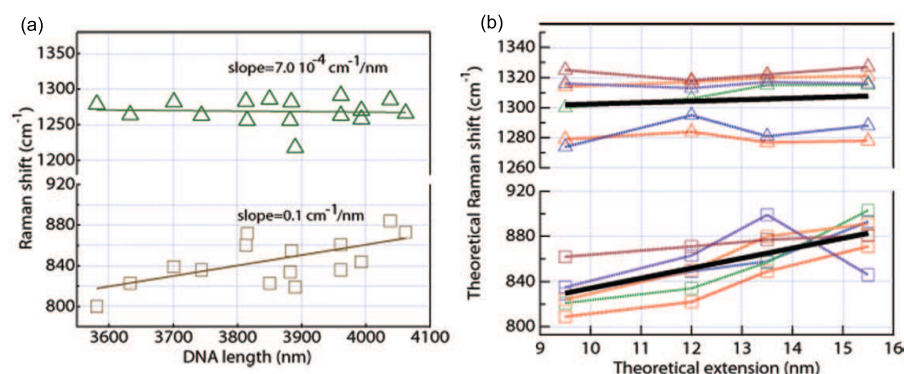 (a)
Raman shift (cm-1)
1350
1300
1250
1200
880
840
800
slope=7.0 10-4 cm-1/nm
slope=0.1 cm-1/nm
3600 3700 3800 3900 4000 4100
DNA length (nm)
(b)
Theoretical Raman shift (cm-1)
1340
1320
1300
1280
1260
920
880
840
800
9 10 11 12 13 14 15 16
Theoretical extension (nm)